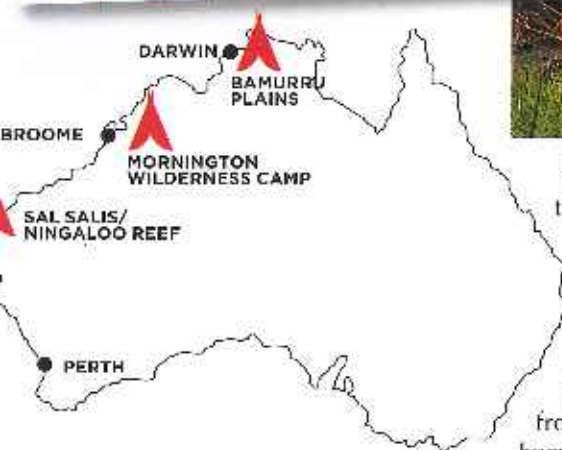 DARWIN
BAMURRU
PLAINS
BROOME
MORNINGTON
WILDERNESS CAMP
SAL SALIS/
NINGALOO REEF
PERTH